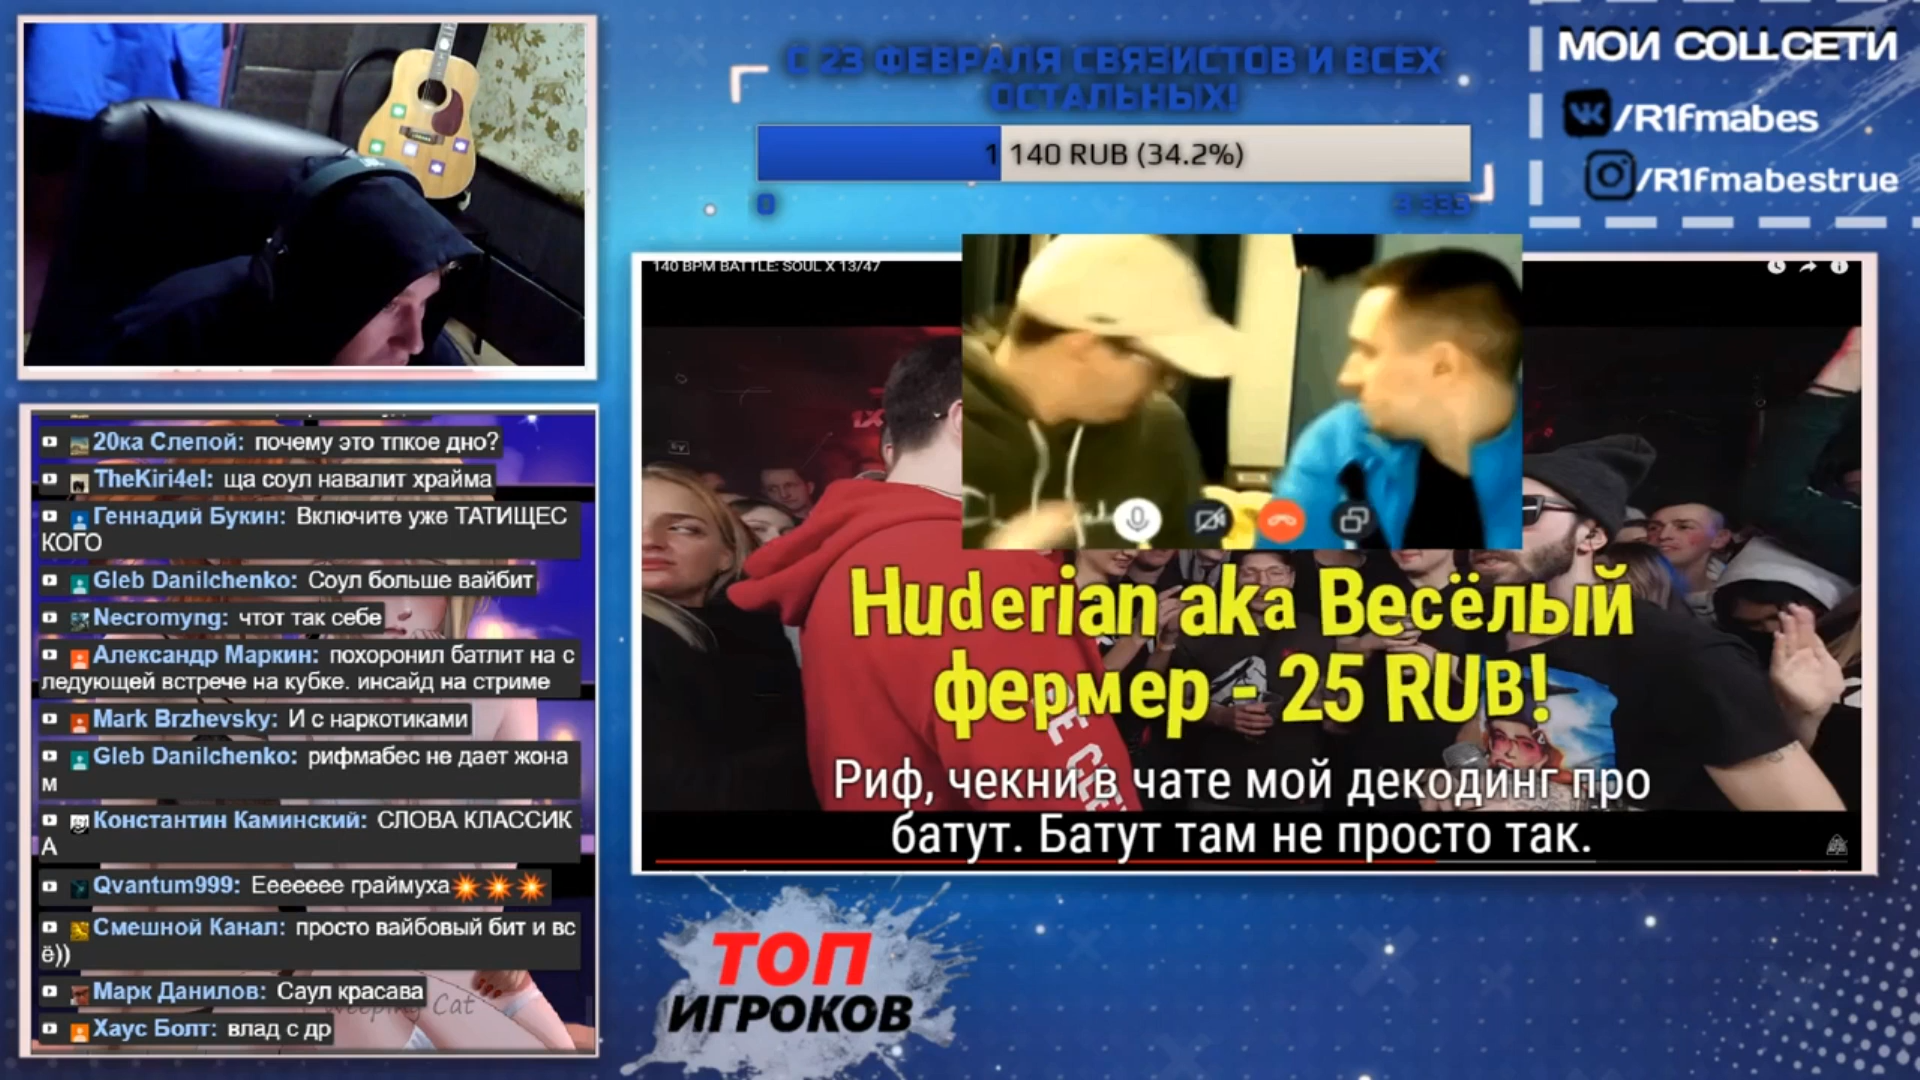 С 23 ФЕВРАЛЯ СВЯЗИСТОВ И ВСЕХ
ОСТАЛЬНЫХ!
1 140 RUB (34.2%)
0
3 333
МОИ СОЦСЕТИ
/R1fmabes
/R1fmabestrue
20ка Слепой: почему это тпкое дно?
TheKiri4el: ща соул навалит храйма
Геннадий Букин: Включите уже ТАТИЩЕС
КОГО
Gleb Danilchenko: Соул больше вайбит
Necromyng: чтот так себе
Александр Маркин: похоронил батлит на с
ледующей встрече на кубке. инсайд на стриме
Mark Brzhevsky: И с наркотиками
Gleb Danilchenko: рифмабес не дает жона
м
Константин Каминский: СЛОВА КЛАССИК
А
Qvantum999: Еееееее граймуха💥💥💥
Смешной Канал: просто вайбовый бит и вс
ё))
Марк Данилов: Саул красава
Хаус Болт: влад с др
140 BPM BATTLE: SOUL X 13/47
Huderian aka Весёлый
фермер - 25 RUB!
Риф, чекни в чате мой декодинг про
батут. Батут там не просто так.
ТОП
ИГРОКОВ